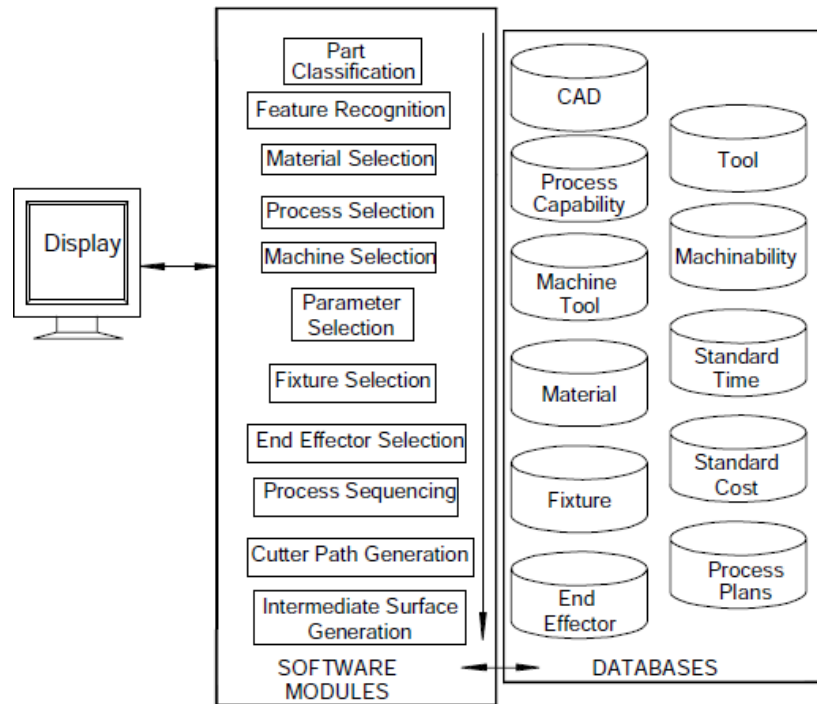 Display
Part
Classification
Feature Recognition
Material Selection
Process Selection
Machine Selection
Parameter
Selection
Fixture Selection
End Effector Selection
Process Sequencing
Cutter Path Generation
Intermediate Surface
Generation
SOFTWARE
MODULES
CAD
Process
Capability
Machine
Tool
Material
Fixture
End
Effector
Tool
Machinability
Standard
Time
Standard
Cost
Process
Plans
DATABASES